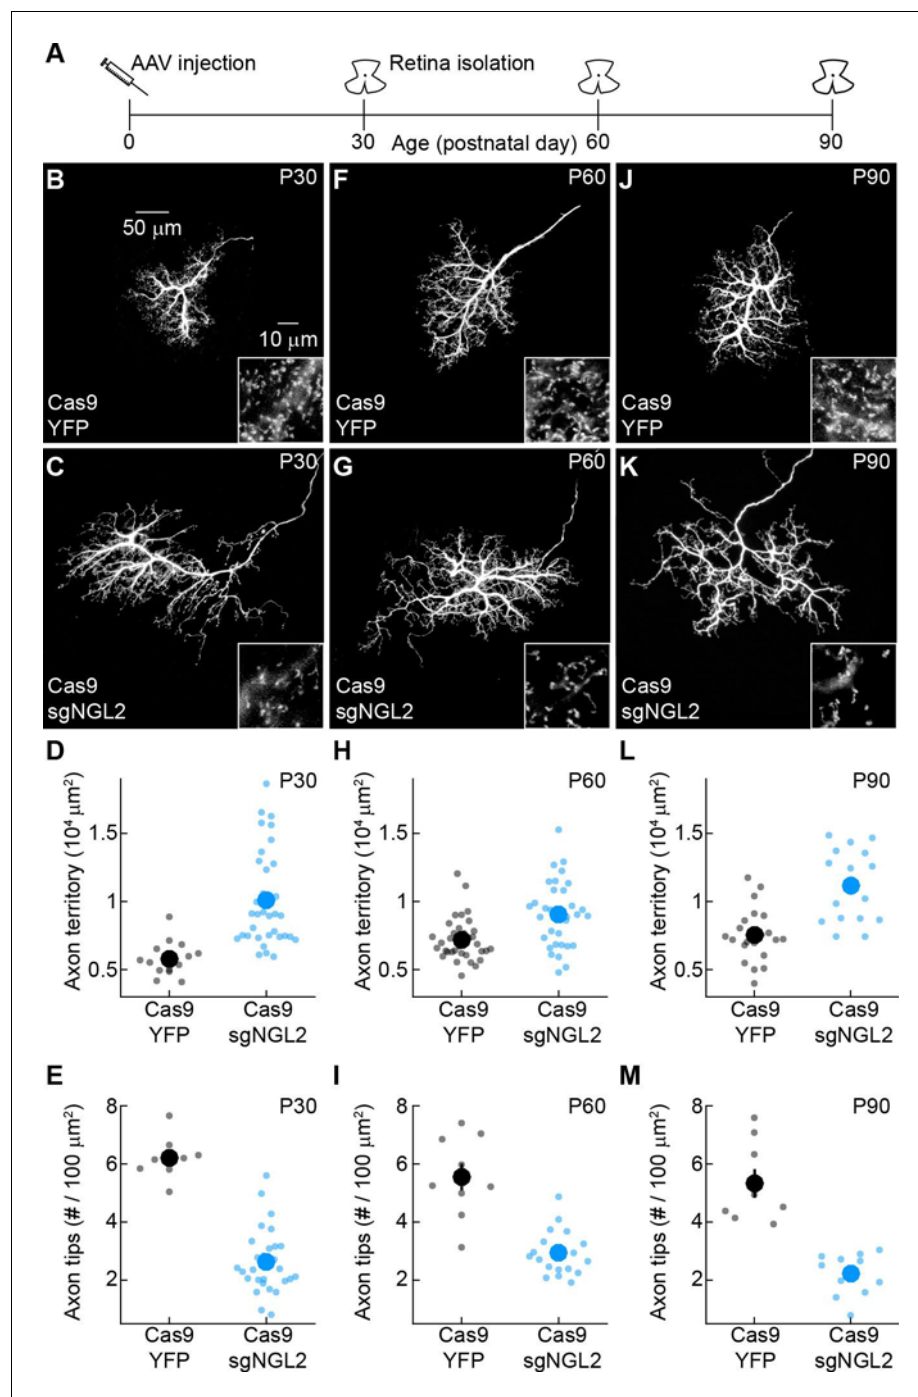 A
AAV injection
Retina isolation
0
30
Age (postnatal day)
60
90
B
P30
50 μm
10 μm
Cas9
YFP
F
P60
Cas9
YFP
J
P90
Cas9
YFP
C
P30
Cas9
sgNGL2
G
P60
Cas9
sgNGL2
K
P90
Cas9
sgNGL2
D
P30
Axon territory (10⁴ μm²)
1.5
1
0.5
Cas9
YFP
Cas9
sgNGL2
H
P60
Axon territory (10⁴ μm²)
1.5
1
0.5
Cas9
YFP
Cas9
sgNGL2
L
P90
Axon territory (10⁴ μm²)
1.5
1
0.5
Cas9
YFP
Cas9
sgNGL2
E
P30
Axon tips (# / 100 μm²)
8
6
4
2
Cas9
YFP
Cas9
sgNGL2
I
P60
Axon tips (# / 100 μm²)
8
6
4
2
Cas9
YFP
Cas9
sgNGL2
M
P90
Axon tips (# / 100 μm²)
8
6
4
2
Cas9
YFP
Cas9
sgNGL2